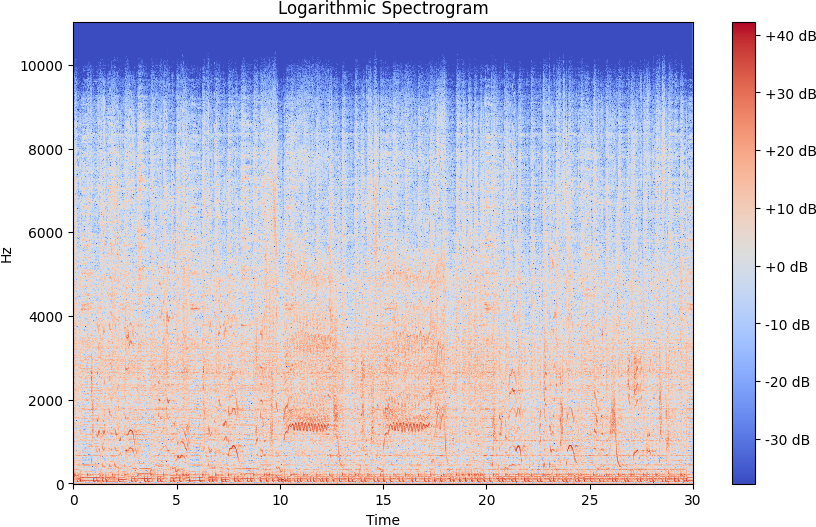 Logarithmic Spectrogram
Hz
10000
8000
6000
4000
2000
0
0 5 10 15 20 25 30
Time
+40 dB
+30 dB
+20 dB
+10 dB
+0 dB
-10 dB
-20 dB
-30 dB